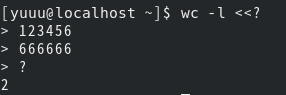 [yuuu@localhost ~]$ wc -l <<?
> 123456
> 666666
> ?
2